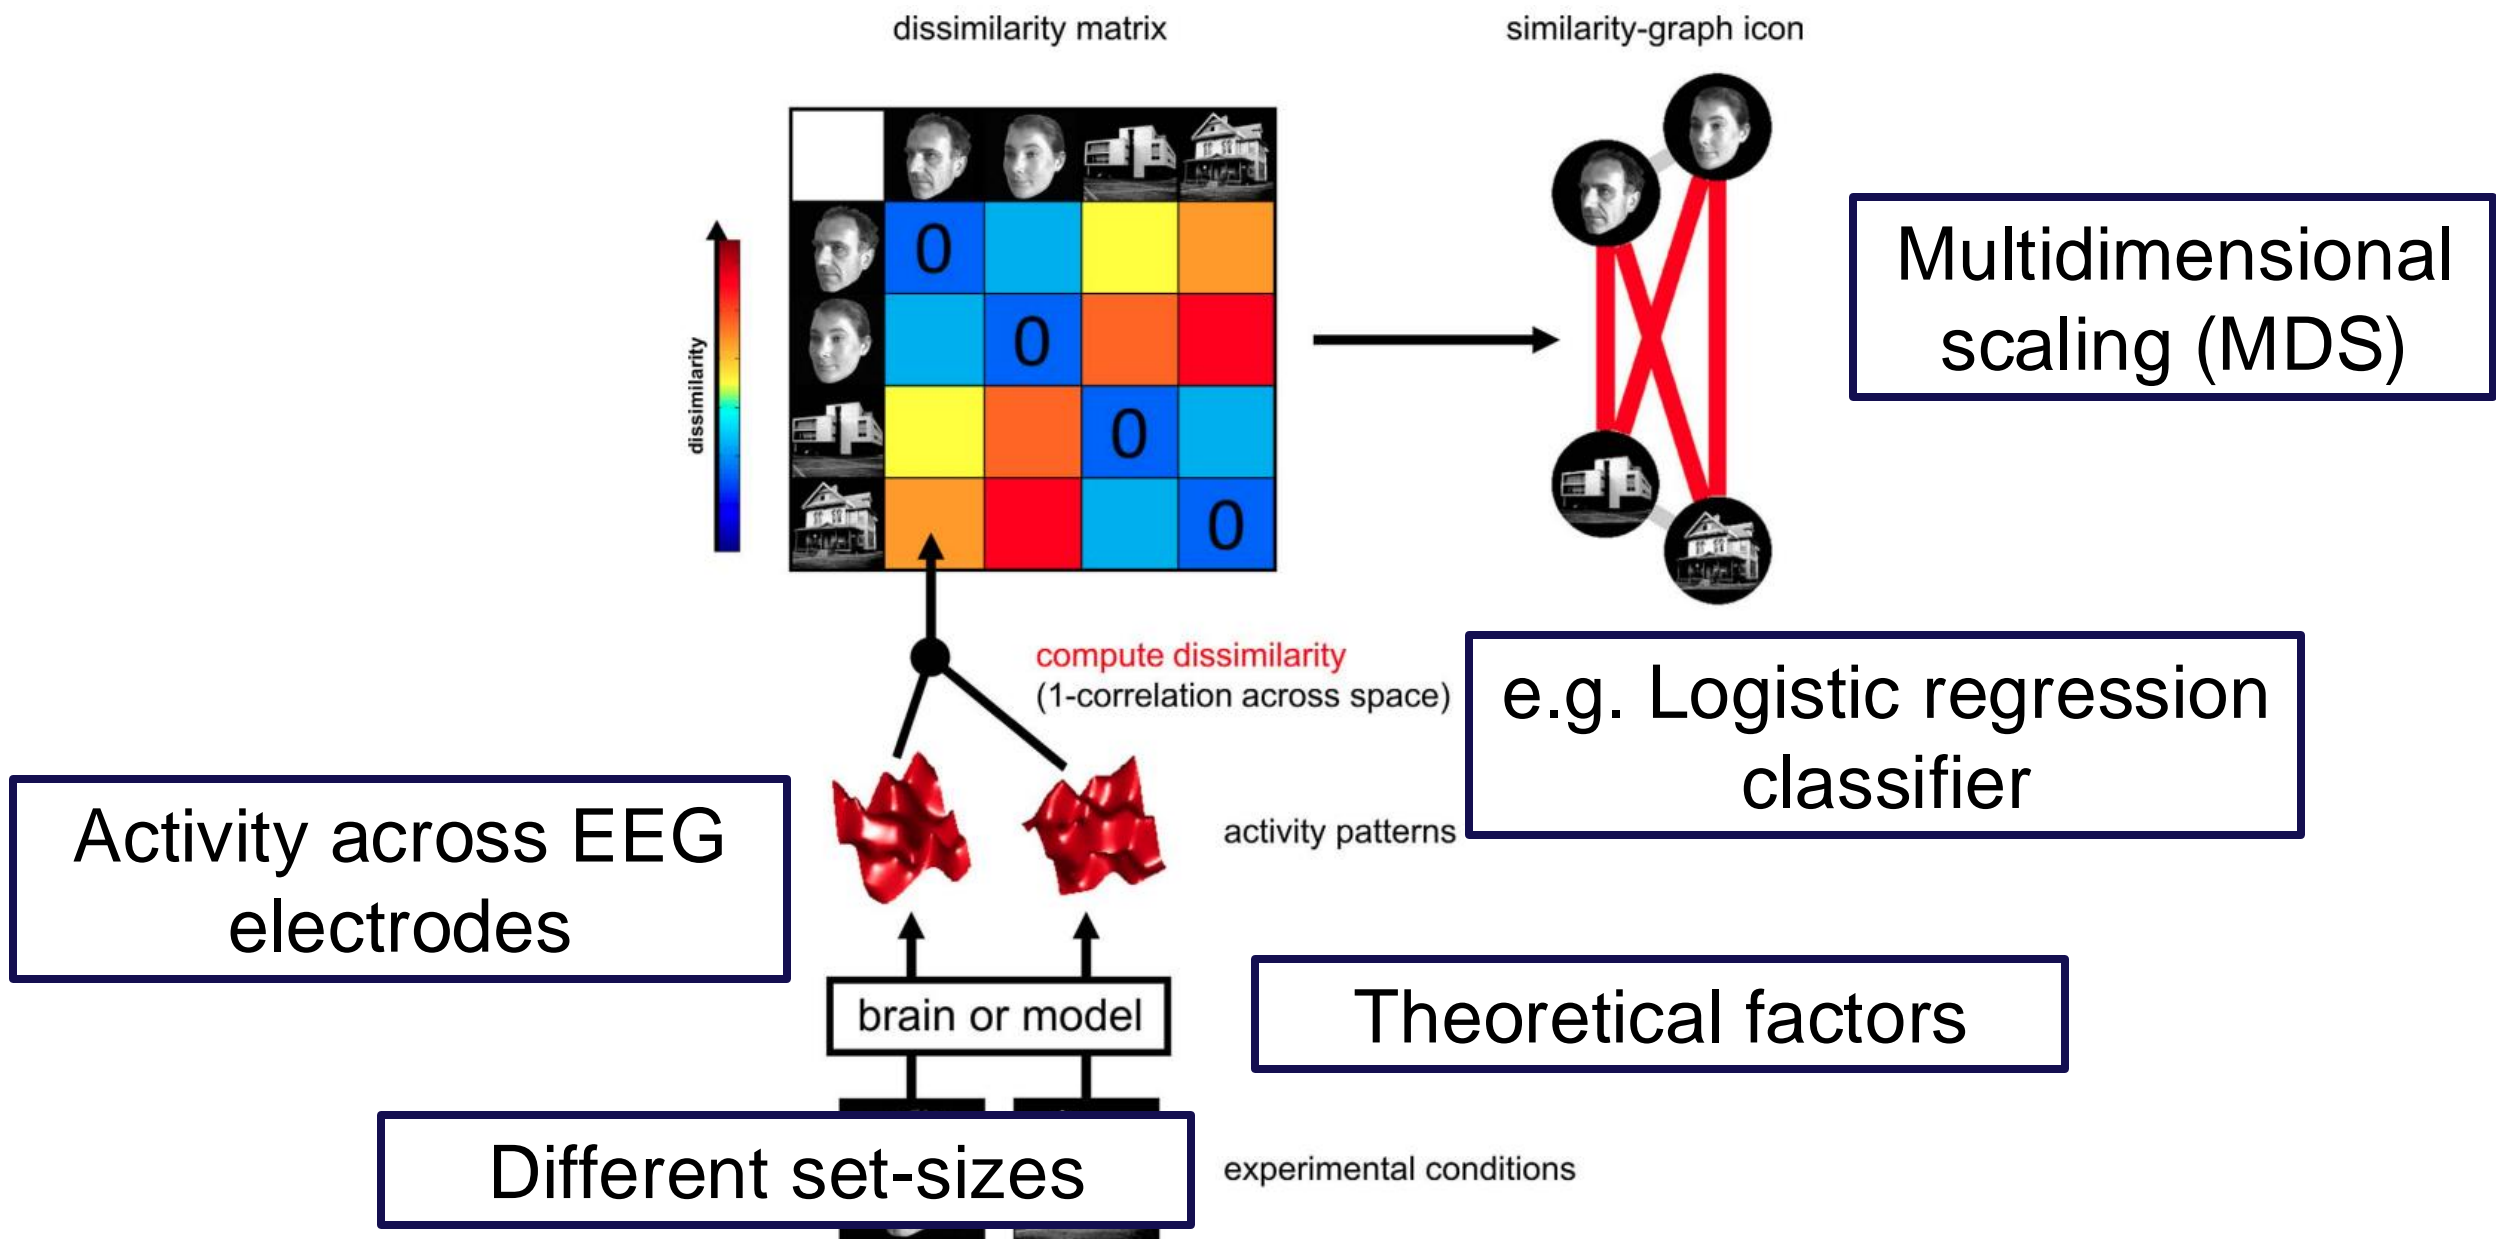 dissimilarity matrix
similarity-graph icon
0
0
0
0
dissimilarity
Multidimensional
scaling (MDS)
compute dissimilarity
(1-correlation across space)
e.g. Logistic regression
classifier
Activity across EEG
electrodes
activity patterns
brain or model
Theoretical factors
Different set-sizes
experimental conditions